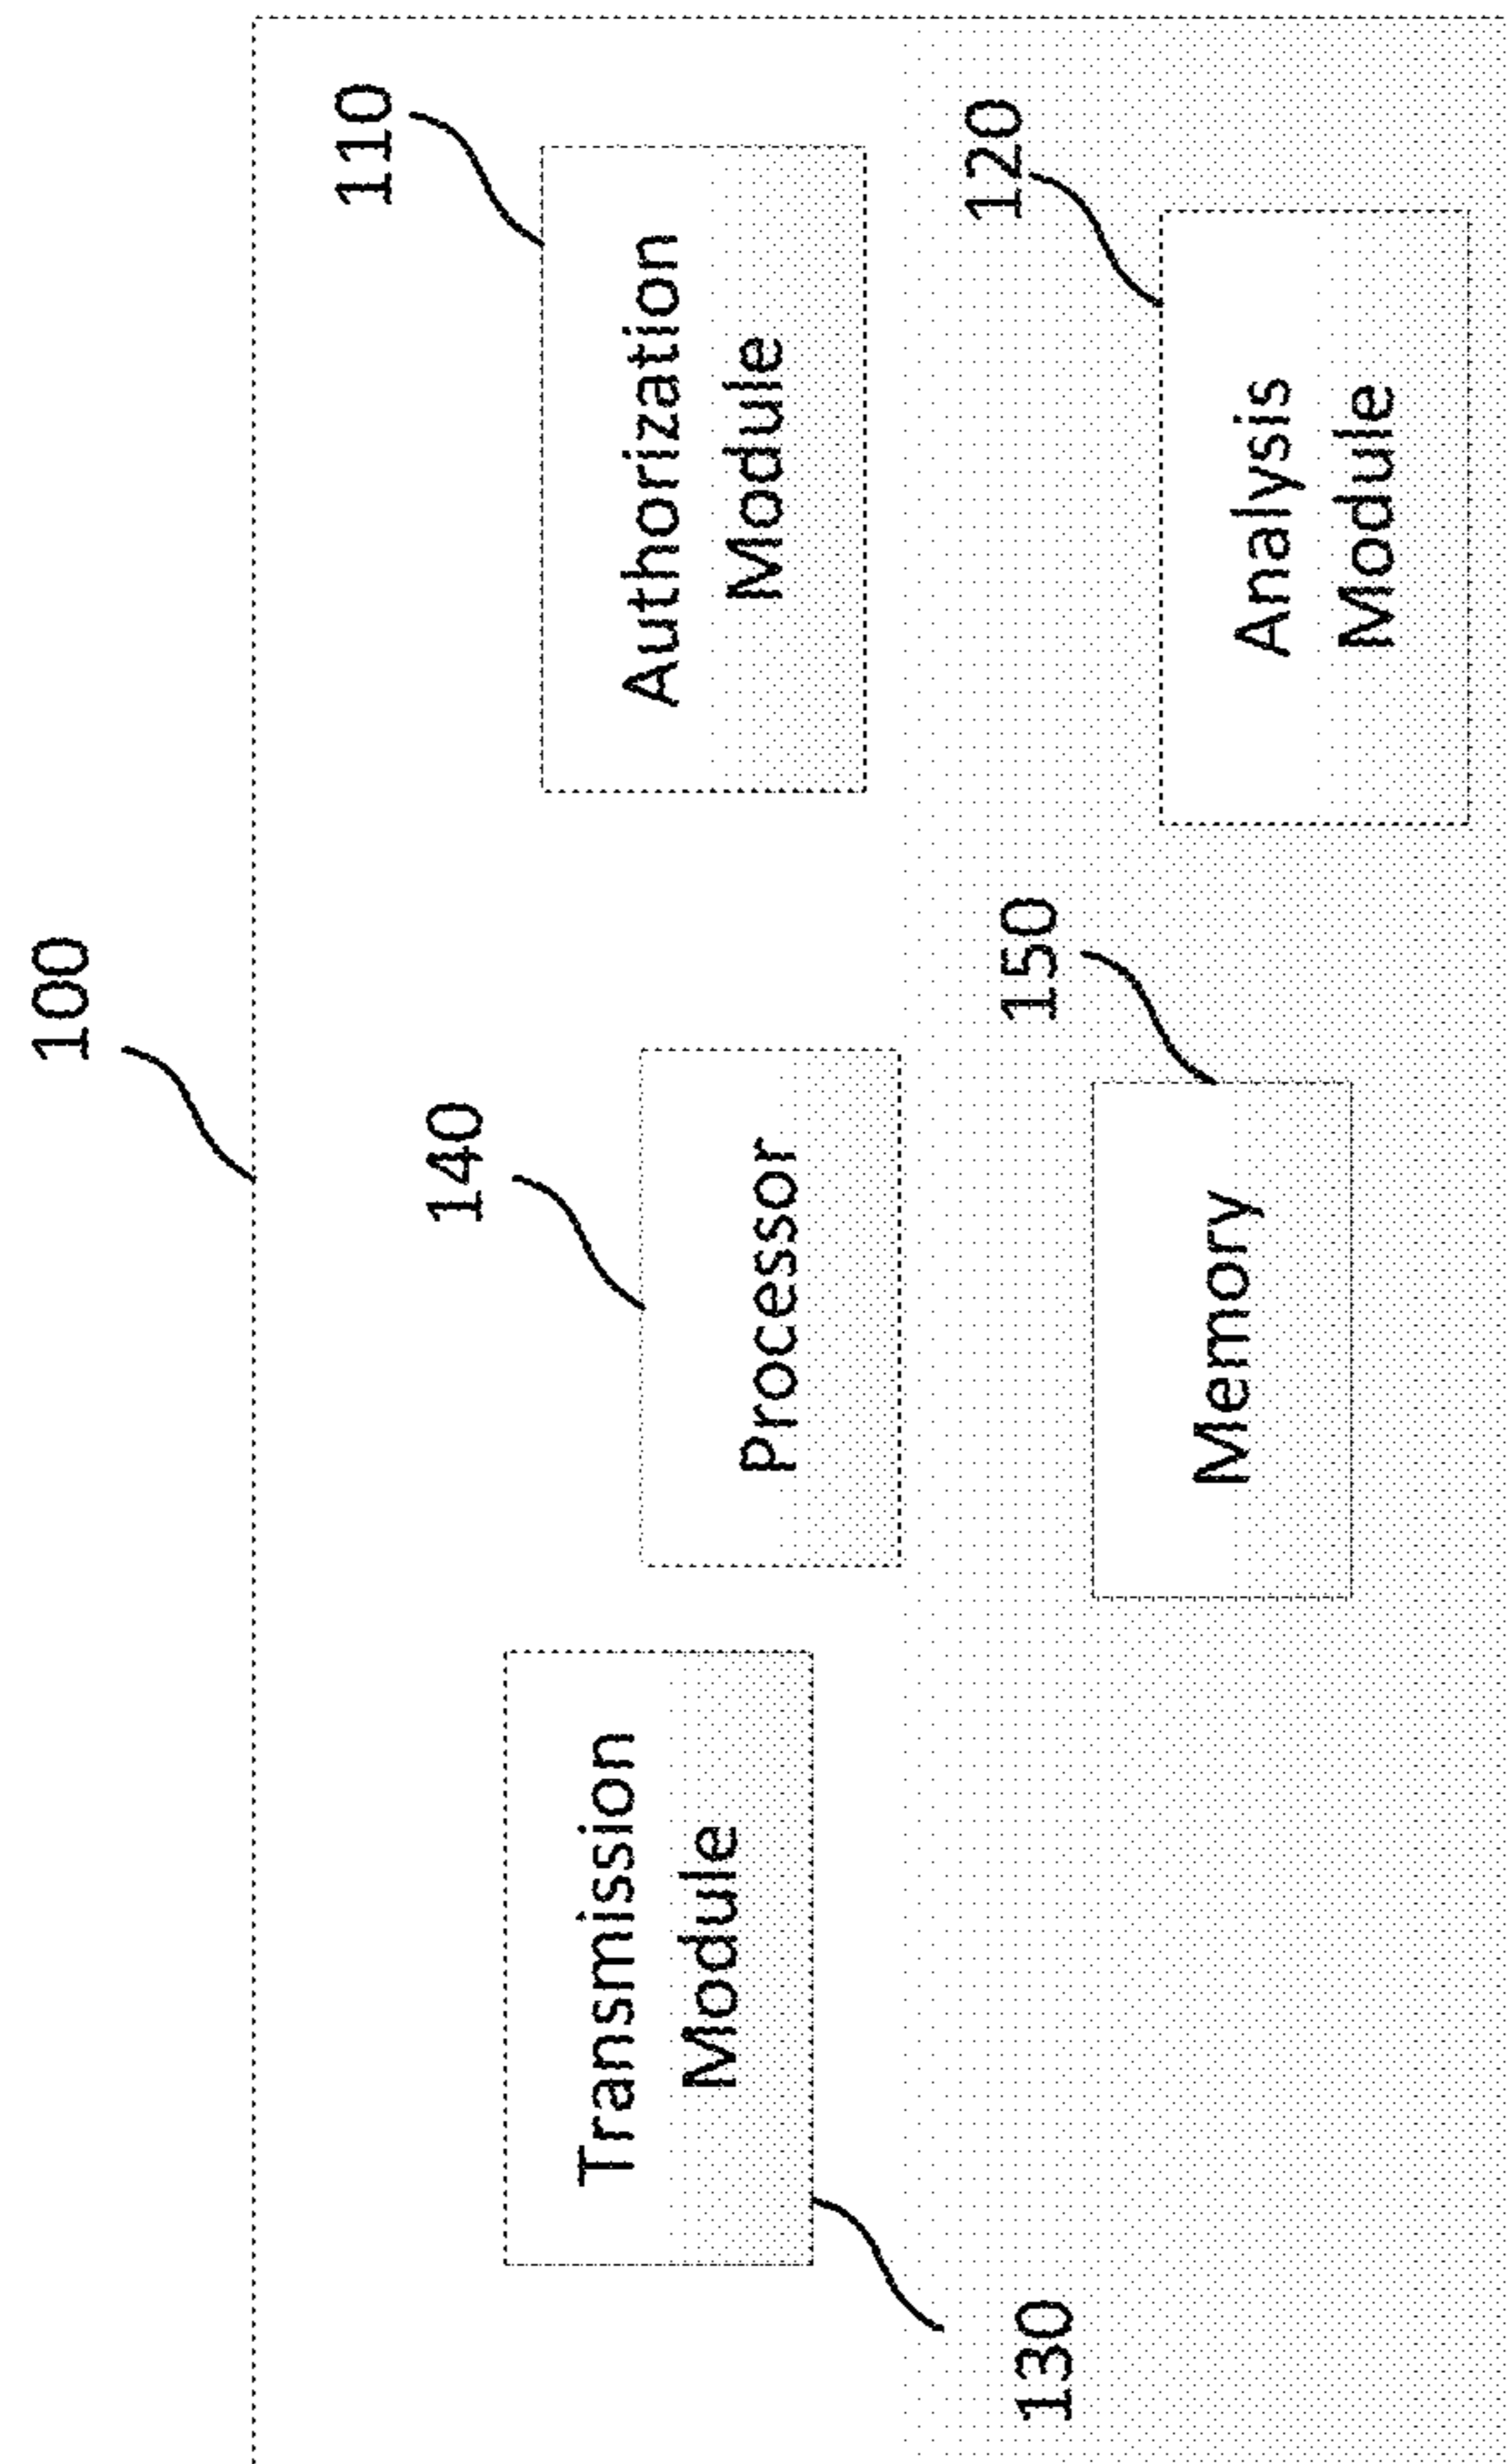 100
110
Authorization
Module
140
Processor
Transmission
Module
130
120
Analysis
Module
150
Memory